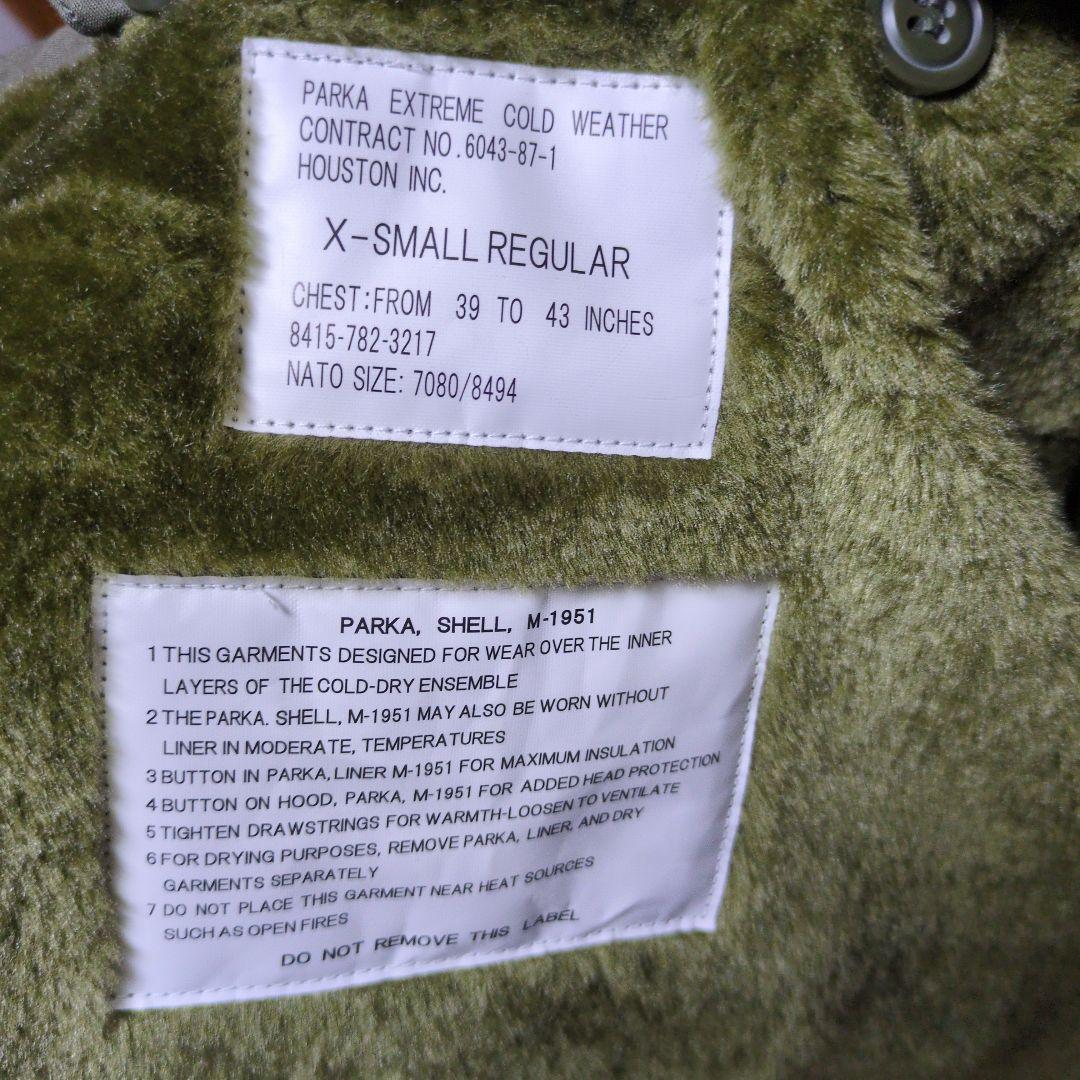 PARKA EXTREME COLD WEATHER
CONTRACT NO.6043-87-1
HOUSTON INC.
X-SMALL REGULAR
CHEST:FROM 39 TO 43 INCHES
8415-782-3217
NATO SIZE: 7080/8494
PARKA, SHELL, M-1951
1 THIS GARMENTS DESIGNED FOR WEAR OVER THE INNER
LAYERS OF THE COLD-DRY ENSEMBLE
2 THE PARKA. SHELL, M-1951 MAY ALSO BE WORN WITHOUT
LINER IN MODERATE, TEMPERATURES
3 BUTTON IN PARKA, LINER M-1951 FOR MAXIMUM INSULATION
4 BUTTON ON HOOD, PARKA, M-1951 FOR ADDED HEAD PROTECTION
5 TIGHTEN DRAWSTRINGS FOR WARMTH-LOOSEN TO VENTILATE
6 FOR DRYING PURPOSES, REMOVE PARKA, LINER, AND DRY
GARMENTS SEPARATELY
7 DO NOT PLACE THIS GARMENT NEAR HEAT SOURCES
SUCH AS OPEN FIRES
DO NOT REMOVE THIS LABEL